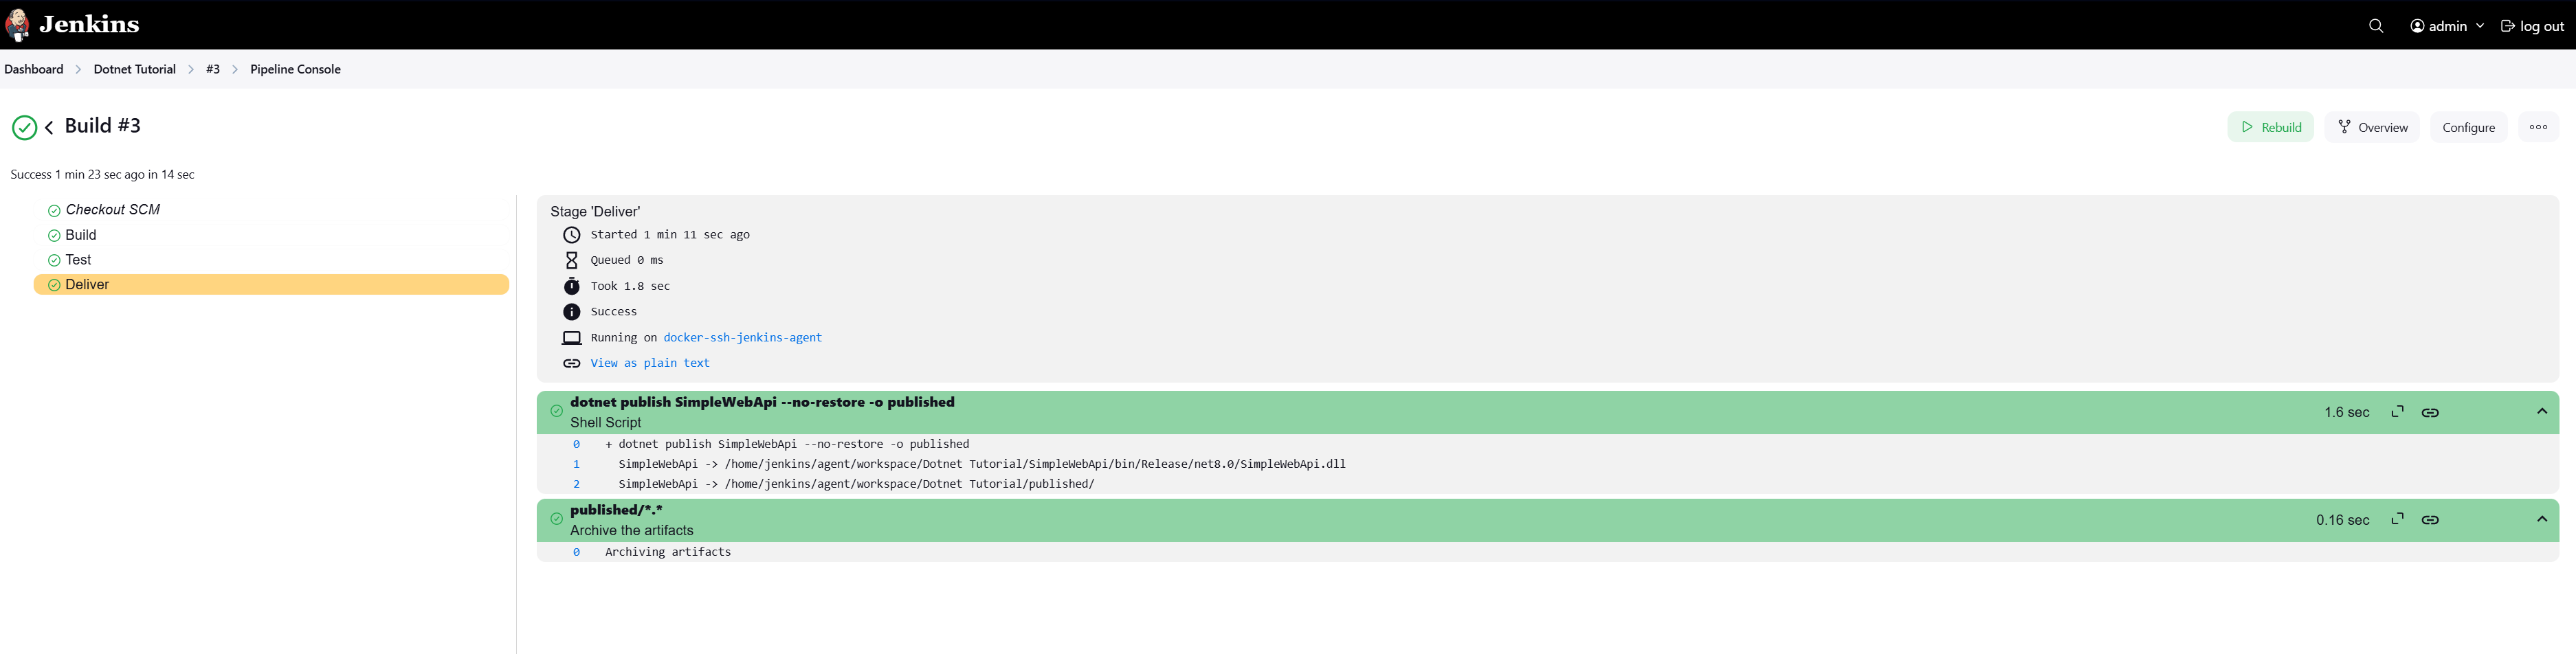 Jenkins
admin
log out
Dashboard
Dotnet Tutorial
#3
Pipeline Console
Build #3
Rebuild
Overview
Configure
Success 1 min 23 sec ago in 14 sec
Checkout SCM
Build
Test
Deliver
Stage 'Deliver'
Started 1 min 11 sec ago
Queued 0 ms
Took 1.8 sec
Success
Running on docker-ssh-jenkins-agent
View as plain text
dotnet publish SimpleWebApi --no-restore -o published
Shell Script
1.6 sec
0 + dotnet publish SimpleWebApi --no-restore -o published
1 SimpleWebApi -> /home/jenkins/agent/workspace/Dotnet Tutorial/SimpleWebApi/bin/Release/net8.0/SimpleWebApi.dll
2 SimpleWebApi -> /home/jenkins/agent/workspace/Dotnet Tutorial/published/
published/*.*
Archive the artifacts
0.16 sec
0 Archiving artifacts